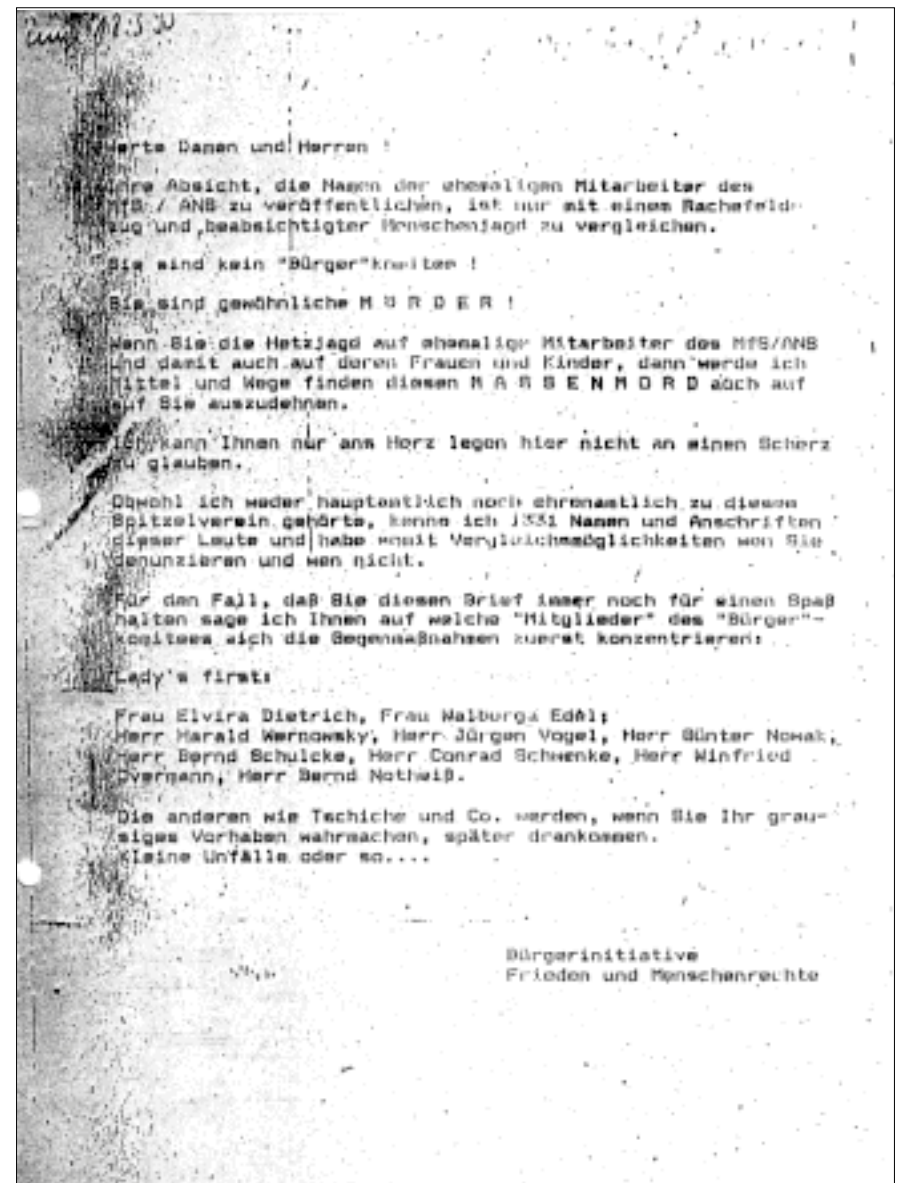 Werte Damen und Herren !
Ihre Absicht, die Namen der ehemaligen Mitarbeiter des
MfS / ANS zu veröffentlichen, ist nur mit einem Rachefeld-
zug und beabsichtigter Menschenjagd zu vergleichen.
Sie sind kein "Bürger"komitee !
Sie sind gewöhnliche M Ö R D E R !
Wenn Sie die Hetzjagd auf ehemalige Mitarbeiter des MfS/ANS
und damit auch auf deren Frauen und Kinder, dann werde ich
Mittel und Wege finden diesen M A S S E N M O R D auch auf
auf Sie auszudehnen.
Ich kann Ihnen nur ans Herz legen hier nicht an einen Scherz
zu glauben.
Obwohl ich weder hauptamtlich noch ehrenamtlich zu diesem
Spitzelverein gehörte, kenne ich 1331 Namen und Anschriften
dieser Leute und habe somit Vergleichsmöglichkeiten wen Sie
denunzieren und wen nicht.
Für den Fall, daß Sie diesen Brief immer noch für einen Spaß
halten sage ich Ihnen auf welche "Mitglieder" des "Bürger"-
komitees sich die Gegenmaßnahmen zuerst konzentrieren:
Lady's first:
Frau Elvira Dietrich, Frau Walburga Edel;
Herr Harald Wernowsky, Herr Jürgen Vogel, Herr Günter Nowak,
Herr Bernd Schulcke, Herr Conrad Schwenke, Herr Winfried
Overmann, Herr Bernd Notheiß.
Die anderen wie Tschiche und Co. werden, wenn Sie Ihr grau-
siges Vorhaben wahrmachen, später drankommen.
Kleine Unfälle oder so....
Bürgerinitiative
Frieden und Menschenrechte